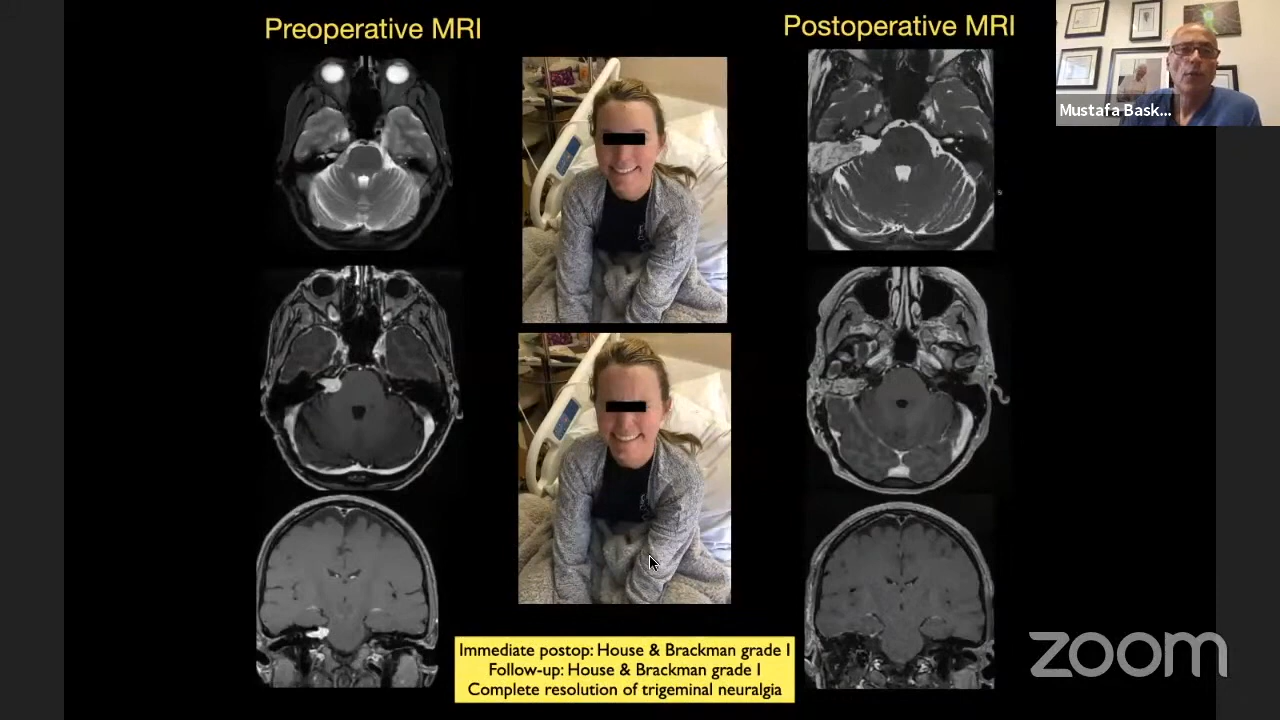 Preoperative MRI
Postoperative MRI
Mustafa Bask...
Immediate postop: House & Brackman grade I
Follow-up: House & Brackman grade I
Complete resolution of trigeminal neuralgia
zoom